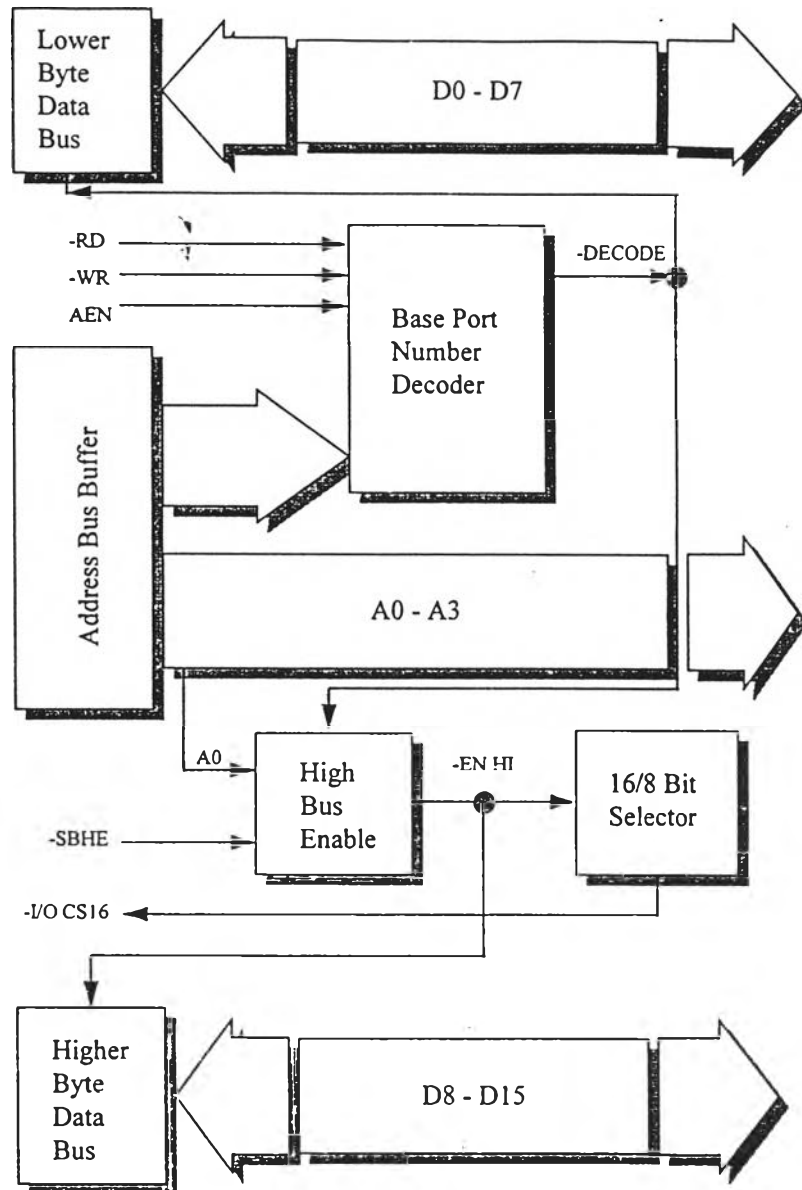 Lower
Byte
Data
Bus
D0 - D7
-RD
-WR
AEN
Base Port
Number
Decoder
-DECODE
Address Bus Buffer
A0 - A3
A0
High
Bus
Enable
-EN HI
16/8 Bit
Selector
-SBHE
-I/O CS16
Higher
Byte
Data
Bus
D8 - D15